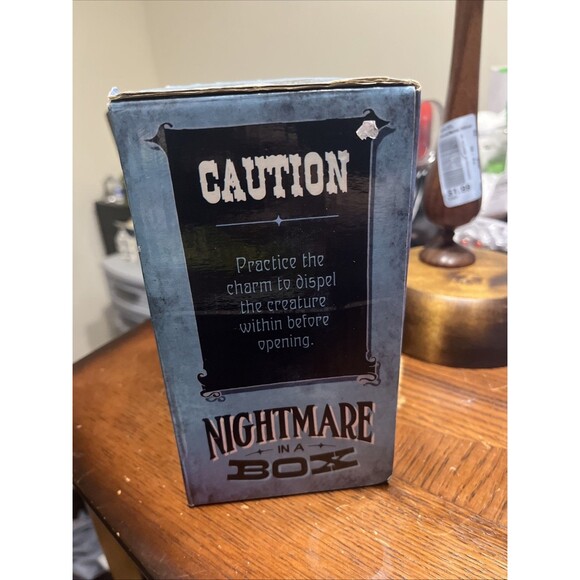 CAUTION
Practice the
charm to dispel
the creature
within before
opening.
NIGHTMARE
IN A
BOX